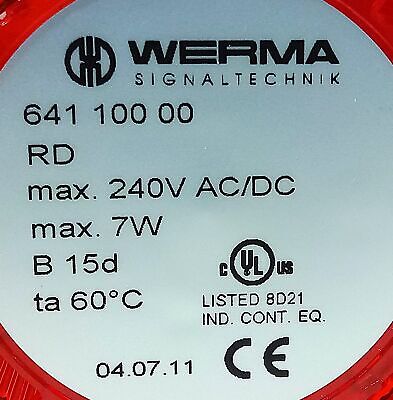 WERMA
SIGNALTECHNIK
641 100 00
RD
max. 240V AC/DC
max. 7W
B 15d
ta 60°C
c UL us
LISTED 8D21
IND. CONT. EQ.
04.07.11
CE